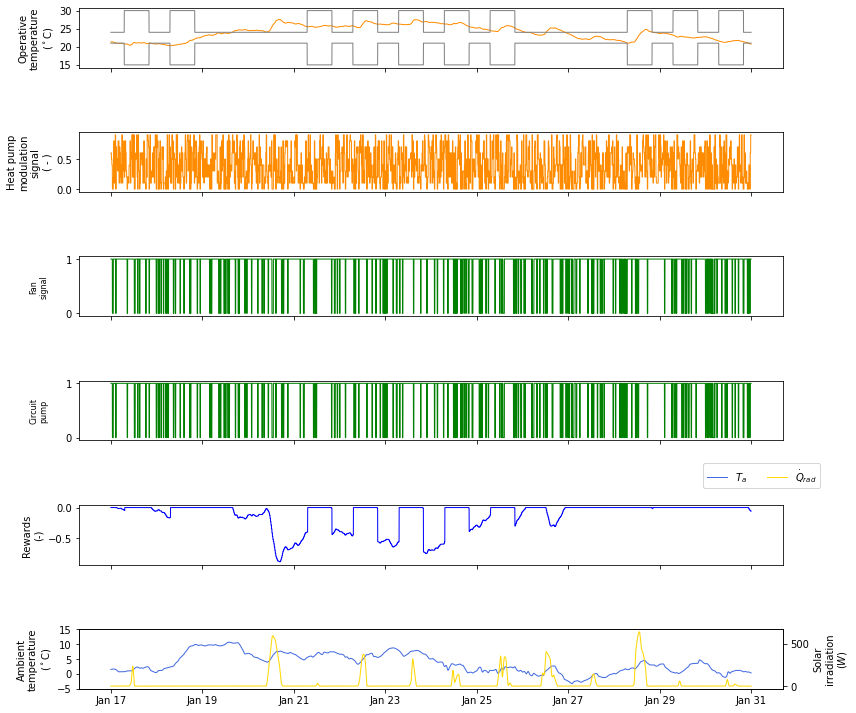 Operative
temperature
(°C)
30
25
20
15
Heat pump
modulation
signal
( - )
0.5
0.0
Fan
signal
1
0
Circuit
pump
1
0
T_a
Q̇_rad
Rewards
(-)
0.0
−0.5
Ambient
temperature
(°C)
15
10
5
0
−5
500
0
Solar
irradiation
(W)
Jan 17
Jan 19
Jan 21
Jan 23
Jan 25
Jan 27
Jan 29
Jan 31